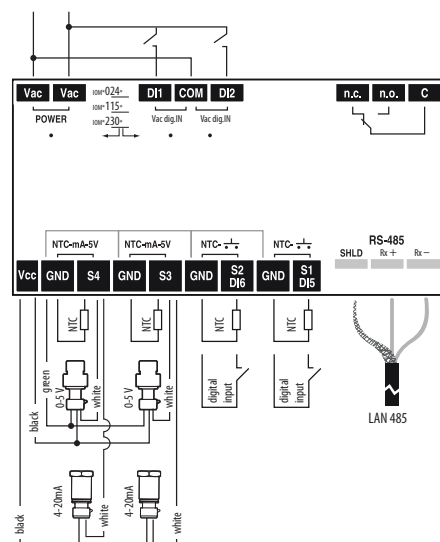 Vac Vac IOM*024* DI1 COM DI2 n.c. n.o. C
IOM*115*
POWER IOM*230* Vac dig.IN Vac dig.IN
RS-485
NTC-mA-5V NTC-mA-5V NTC- NTC- SHLD Rx + Rx -
Vcc GND S4 GND S3 GND S2 DI6 GND S1 DI5
NTC NTC NTC NTC
green 0-5 V white 0-5 V white digital input digital input
black
LAN 485
black 4-20mA white 4-20mA white